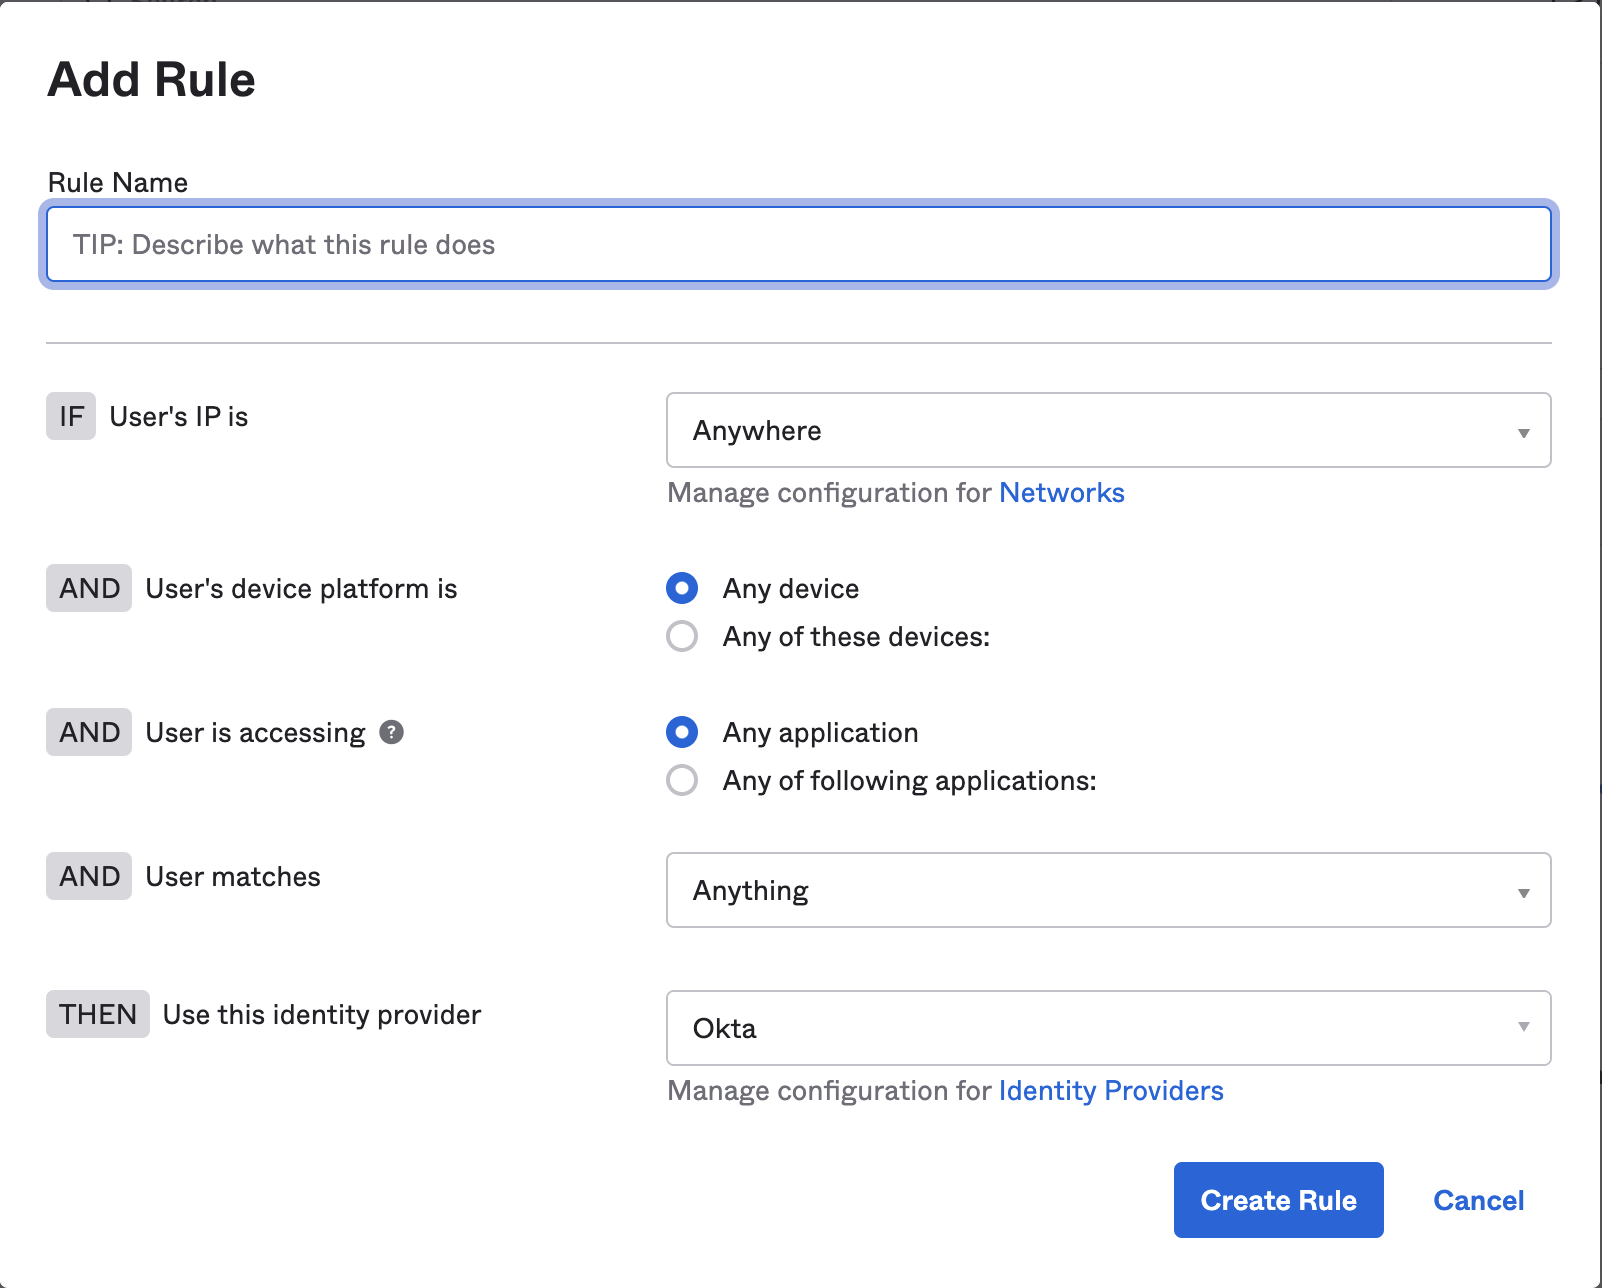 Add Rule
Rule Name
TIP: Describe what this rule does
IF User's IP is
Anywhere
Manage configuration for Networks
AND User's device platform is
Any device
Any of these devices:
AND User is accessing ?
Any application
Any of following applications:
AND User matches
Anything
THEN Use this identity provider
Okta
Manage configuration for Identity Providers
Create Rule Cancel